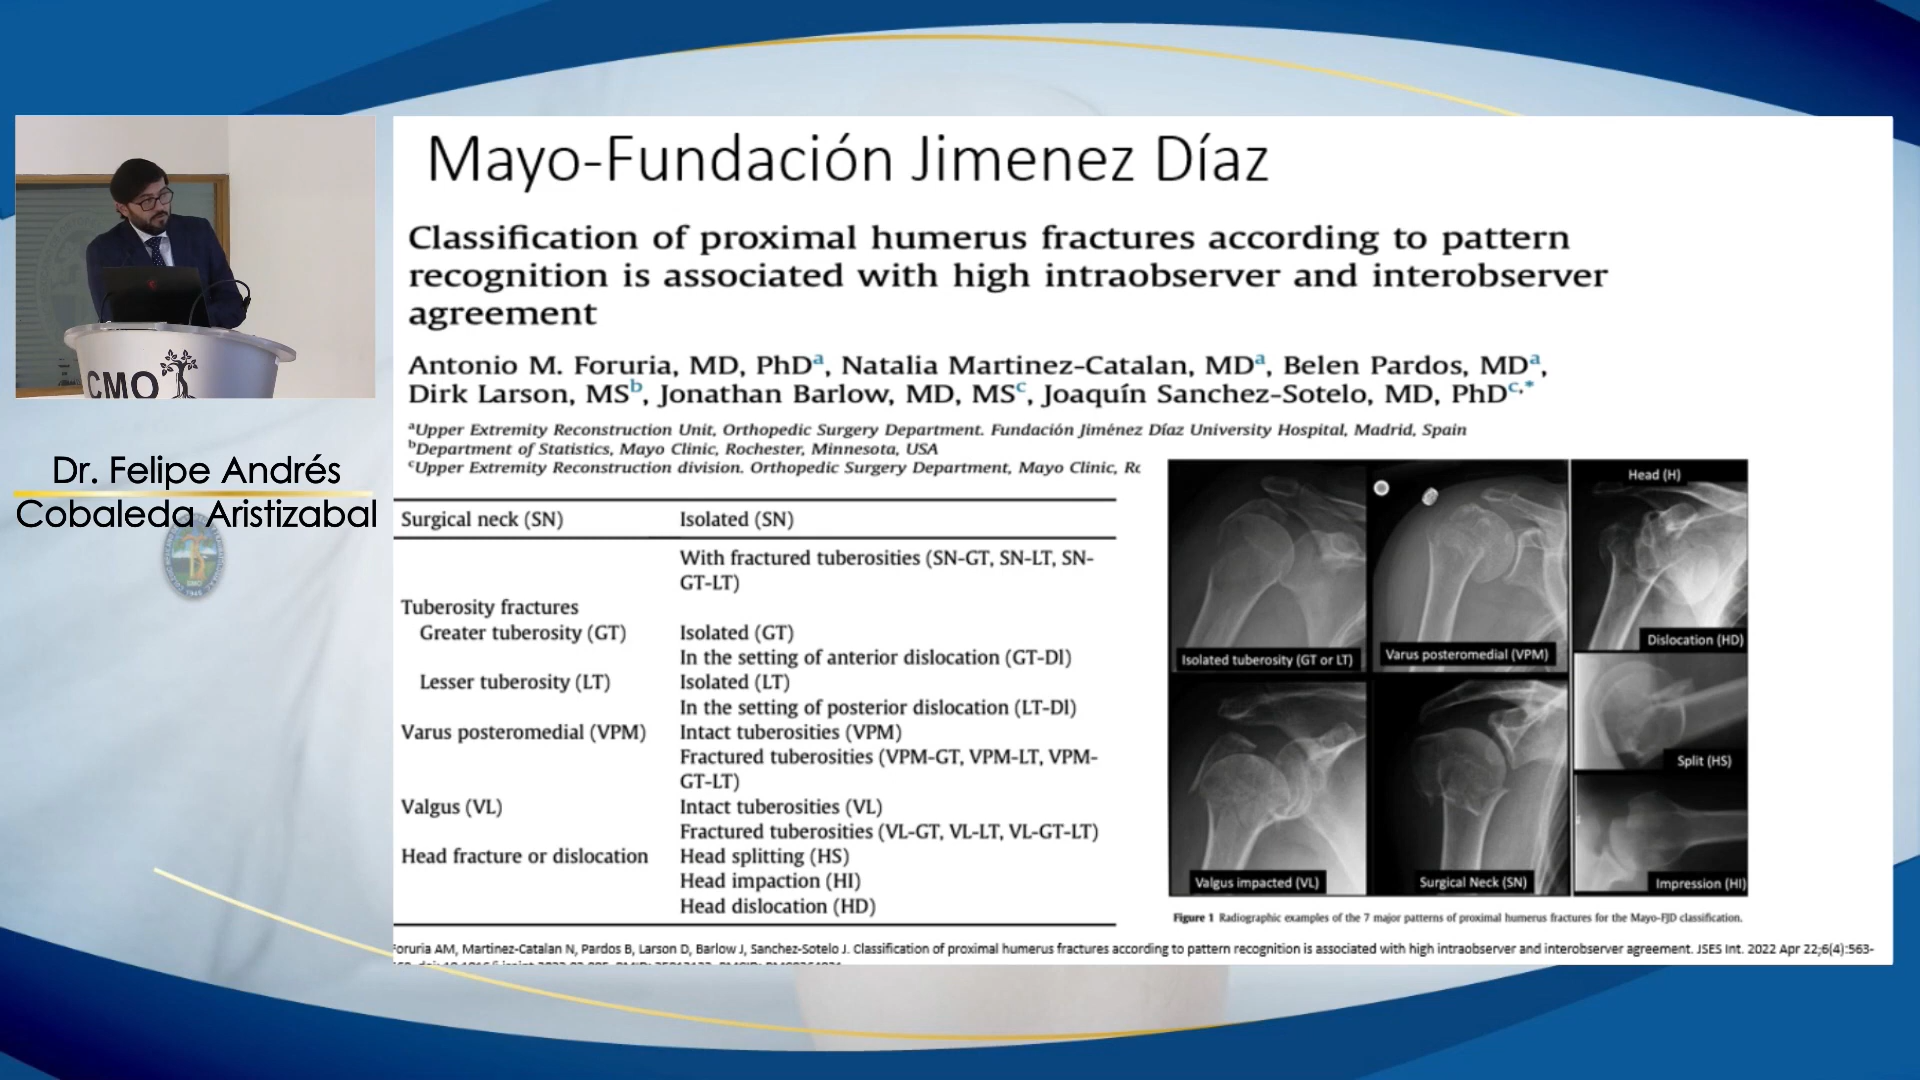 Mayo-Fundación Jimenez Díaz
Classification of proximal humerus fractures according to pattern
recognition is associated with high intraobserver and interobserver
agreement
Antonio M. Foruria, MD, PhDᵃ, Natalia Martinez-Catalan, MDᵃ, Belen Pardos, MDᵃ,
Dirk Larson, MSᵇ, Jonathan Barlow, MD, MSᶜ, Joaquín Sanchez-Sotelo, MD, PhDᶜ,*
ᵃUpper Extremity Reconstruction Unit, Orthopedic Surgery Department. Fundación Jiménez Díaz University Hospital, Madrid, Spain
ᵇDepartment of Statistics, Mayo Clinic, Rochester, Minnesota, USA
ᶜUpper Extremity Reconstruction division. Orthopedic Surgery Department, Mayo Clinic,
CMO
Dr. Felipe Andrés
Cobaleda Aristizabal
Surgical neck (SN) Isolated (SN)
With fractured tuberosities (SN-GT, SN-LT, SN-
GT-LT)
Tuberosity fractures
Greater tuberosity (GT) Isolated (GT)
In the setting of anterior dislocation (GT-Dl)
Lesser tuberosity (LT) Isolated (LT)
In the setting of posterior dislocation (LT-Dl)
Varus posteromedial (VPM) Intact tuberosities (VPM)
Fractured tuberosities (VPM-GT, VPM-LT, VPM-
GT-LT)
Valgus (VL) Intact tuberosities (VL)
Fractured tuberosities (VL-GT, VL-LT, VL-GT-LT)
Head fracture or dislocation Head splitting (HS)
Head impaction (HI)
Head dislocation (HD)
Head (H)
Isolated tuberosity (GT or LT)
Varus posteromedial (VPM)
Dislocation (HD)
Split (HS)
Valgus impacted (VL)
Surgical Neck (SN)
Impression (HI)
Figure 1 Radiographic examples of the 7 major patterns of proximal humerus fractures for the Mayo-FJD classification.
Foruria AM, Martinez-Catalan N, Pardos B, Larson D, Barlow J, Sanchez-Sotelo J. Classification of proximal humerus fractures according to pattern recognition is associated with high intraobserver and interobserver agreement. JSES Int. 2022 Apr 22;6(4):563-